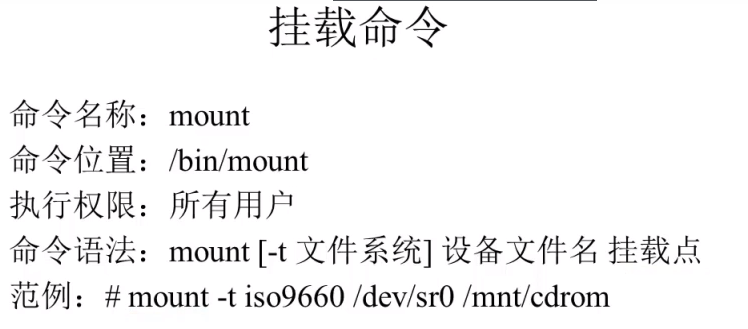 挂载命令
命令名称：mount
命令位置：/bin/mount
执行权限：所有用户
命令语法：mount [-t 文件系统] 设备文件名 挂载点
范例：# mount -t iso9660 /dev/sr0 /mnt/cdrom